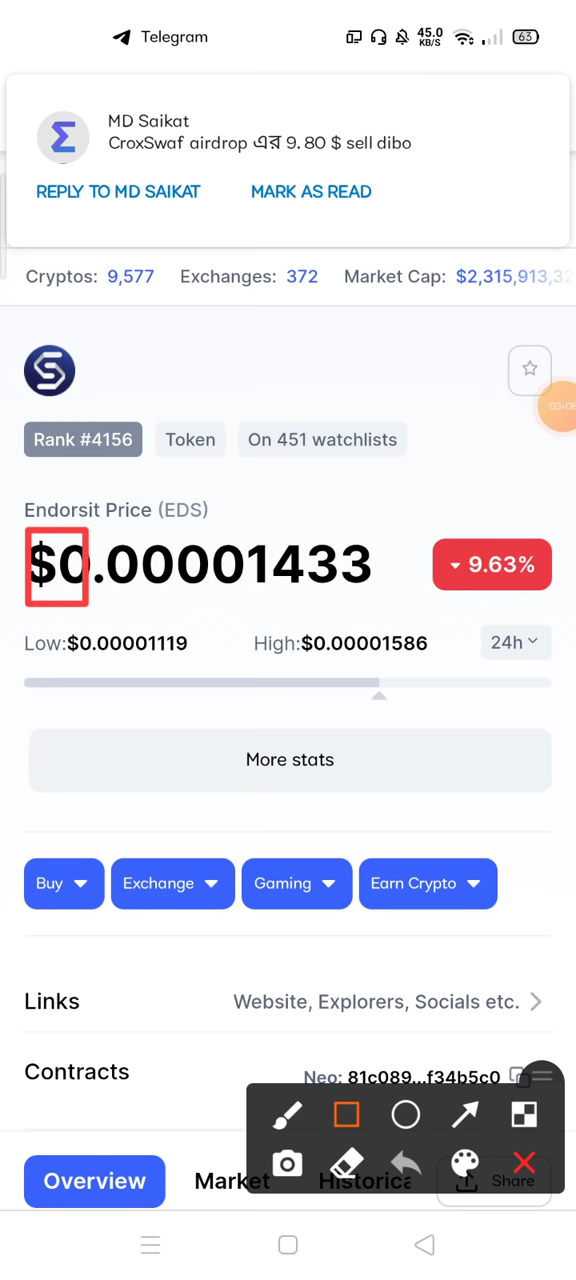 Telegram
45.0
KB/S
63
MD Saikat
CroxSwaf airdrop এর 9.80 $ sell dibo
REPLY TO MD SAIKAT MARK AS READ
Cryptos: 9,577 Exchanges: 372 Market Cap: $2,315,913,32
Rank #4156 Token On 451 watchlists
Endorsit Price (EDS)
$0.00001433 9.63%
Low:$0.00001119 High:$0.00001586 24h
More stats
Buy Exchange Gaming Earn Crypto
Links Website, Explorers, Socials etc.
Contracts Neo: 81c089...f34b5c0
Overview Market Historica Share